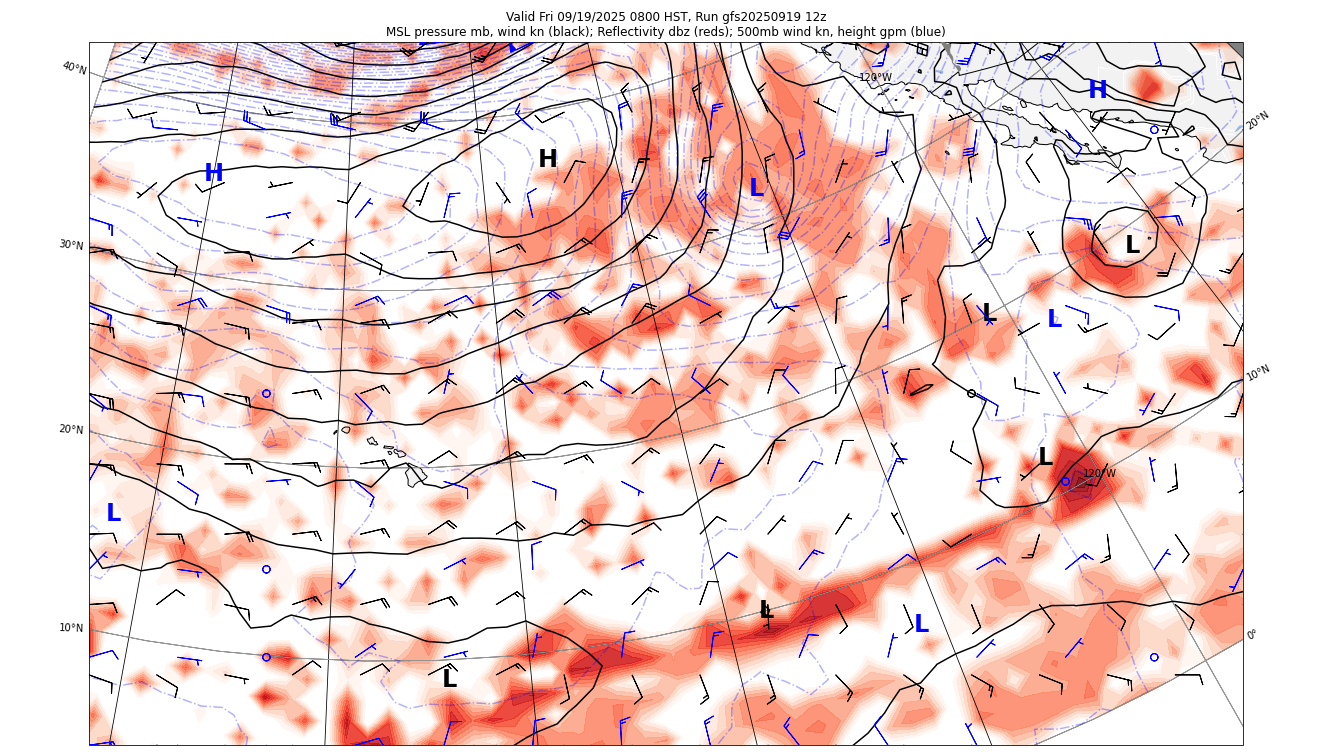 Valid Fri 09/19/2025 0800 HST, Run gfs20250919 12z
MSL pressure mb, wind kn (black); Reflectivity dbz (reds); 500mb wind kn, height gpm (blue)
40°N
120°W
H
20°N
H
H
L
30°N
L
L
L
10°N
20°N
L
120°W
L
L
10°N
L
0°
L